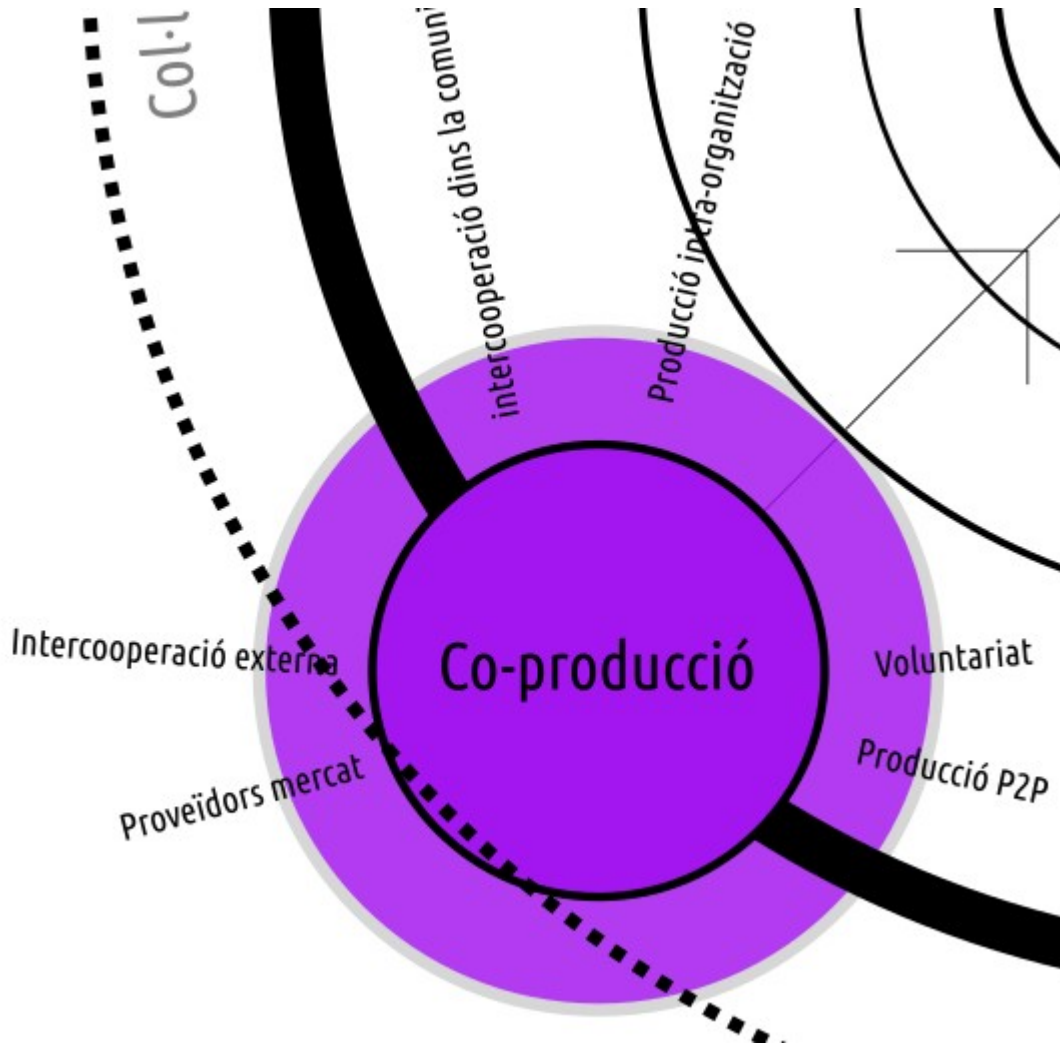 Col·l
intercooperació dins la comuni
Producció intra-organització
Intercooperació externa
Co-producció
Voluntariat
Proveïdors mercat
Producció P2P